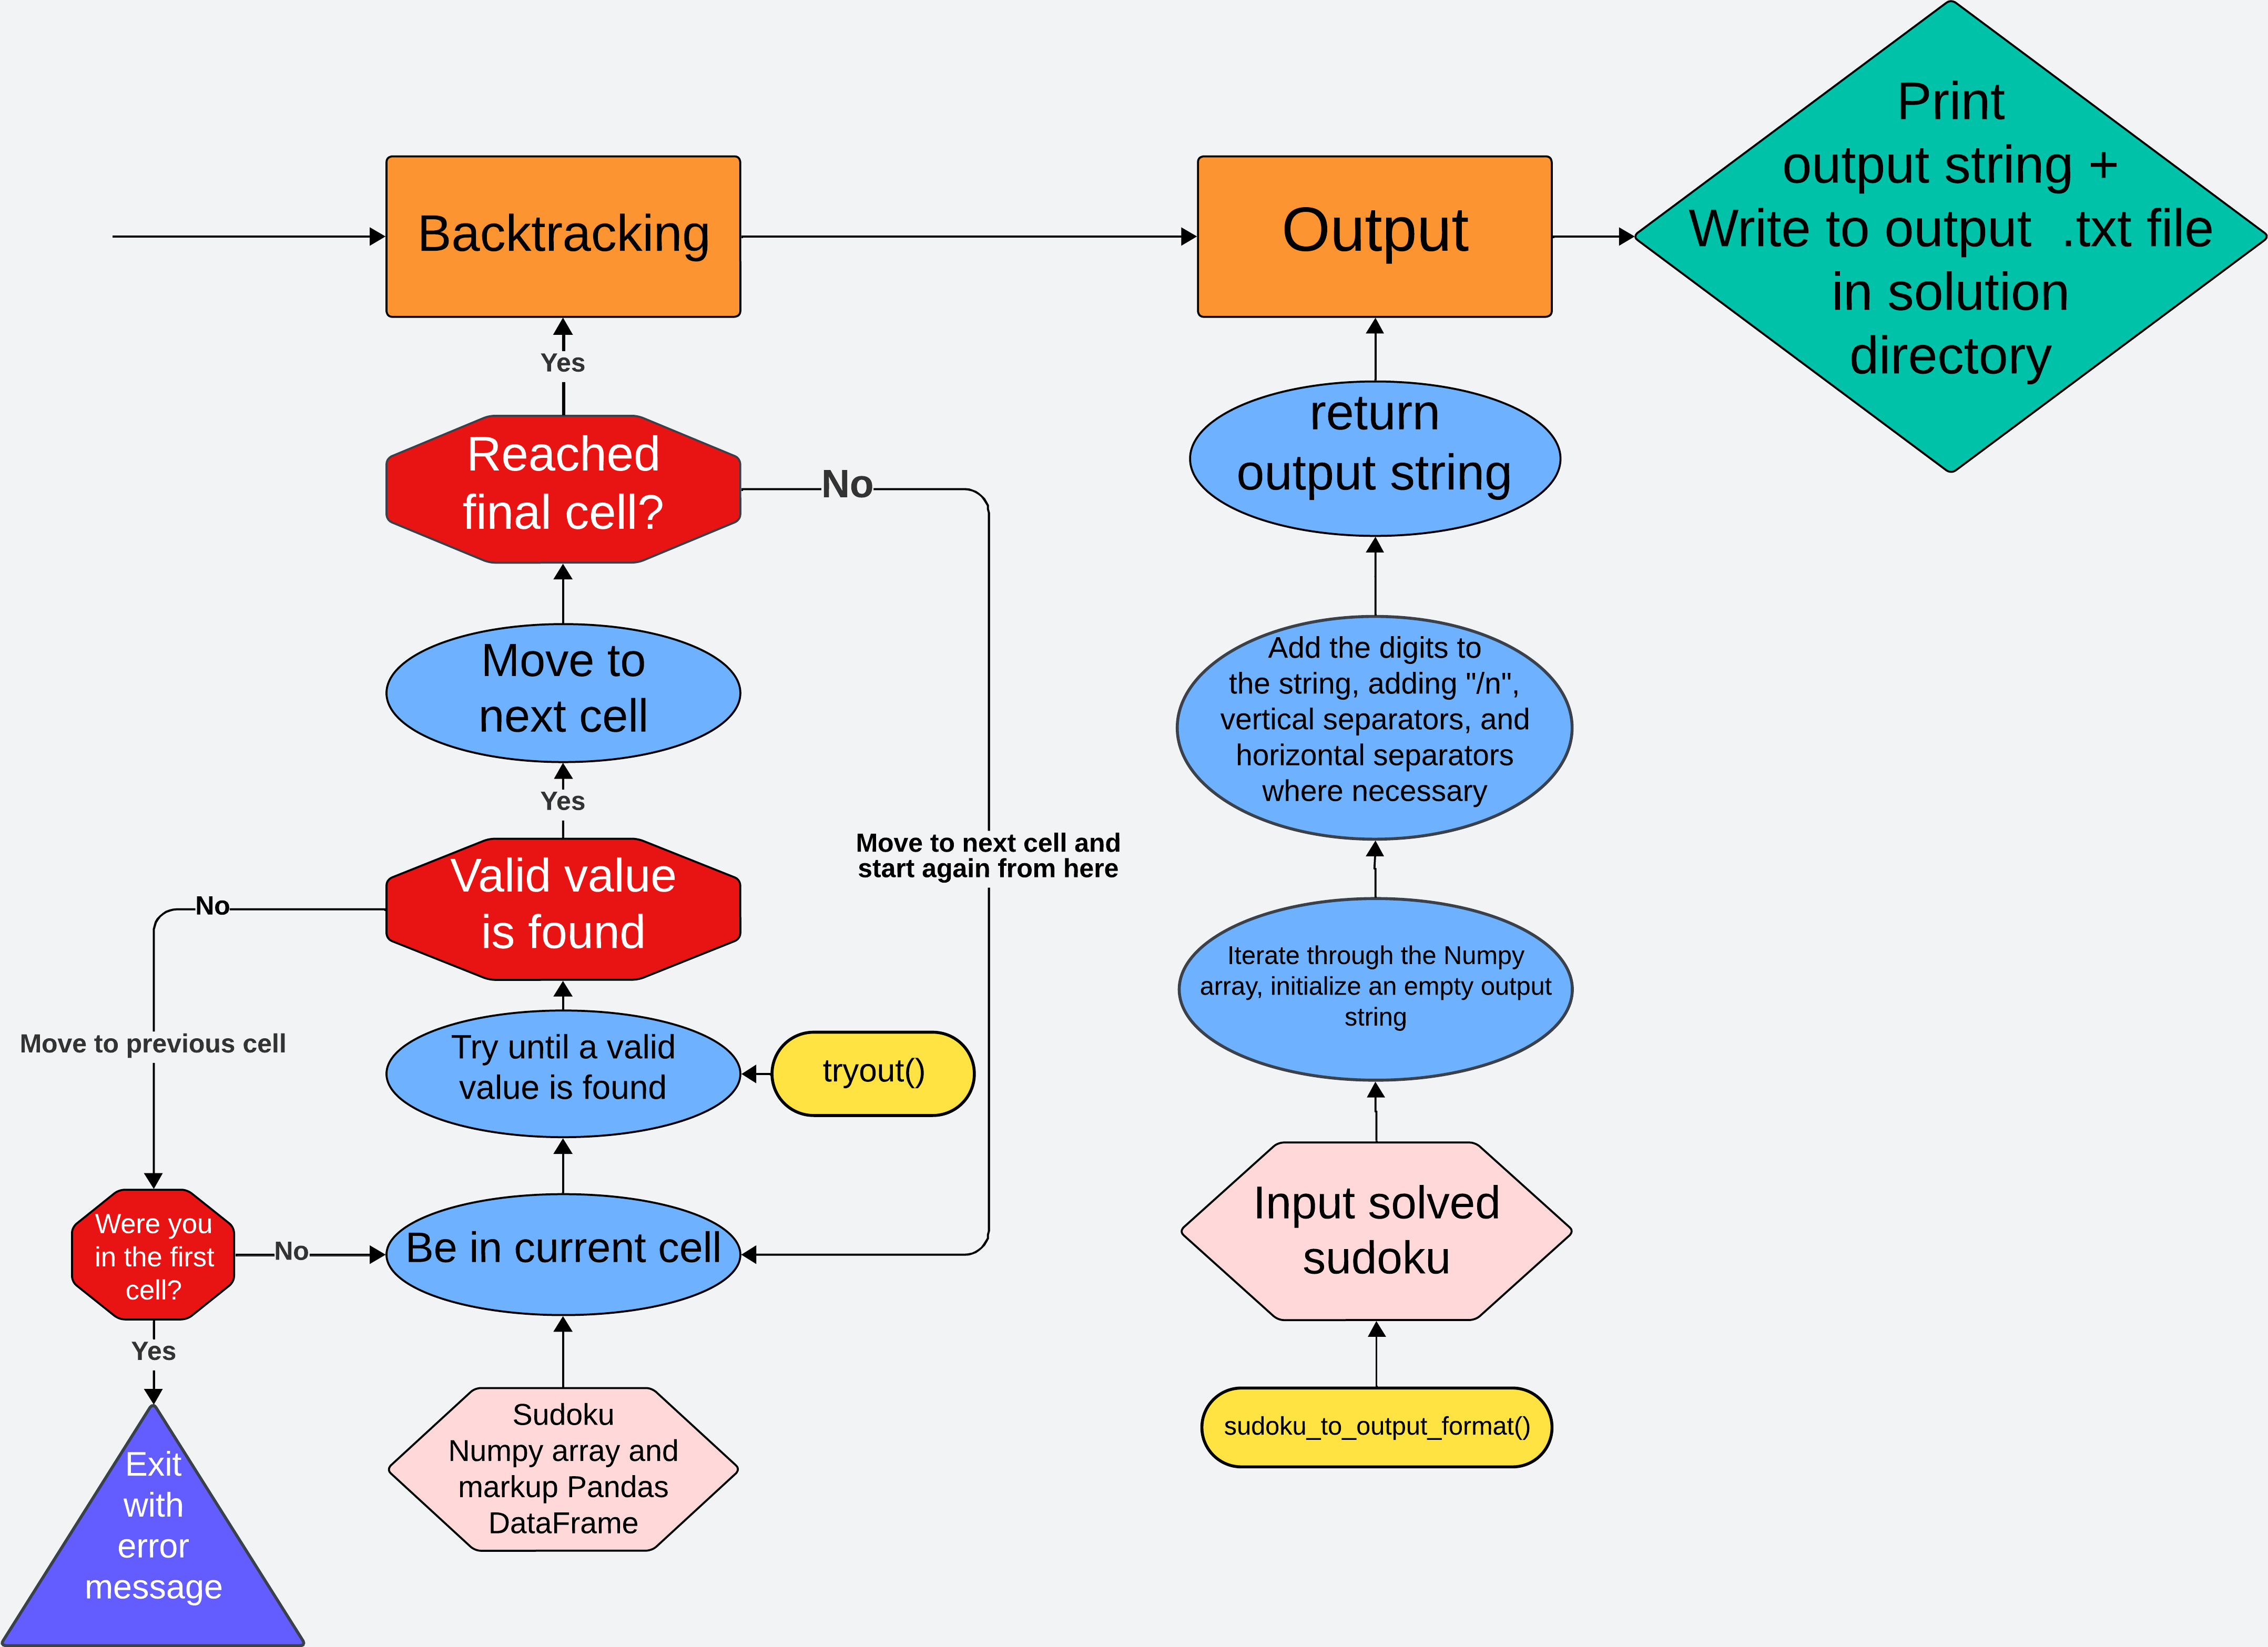 Print
output string +
Write to output .txt file
in solution
directory
Backtracking
Output
Yes
return
output string
Reached
final cell?
No
Move to
next cell
Add the digits to
the string, adding "/n",
vertical separators, and
horizontal separators
where necessary
Yes
Move to next cell and
start again from here
Valid value
is found
No
Iterate through the Numpy
array, initialize an empty output
string
Move to previous cell
Try until a valid
value is found
tryout()
Were you
in the first
cell?
No
Be in current cell
Input solved
sudoku
Yes
Sudoku
Numpy array and
markup Pandas
DataFrame
sudoku_to_output_format()
Exit
with
error
message